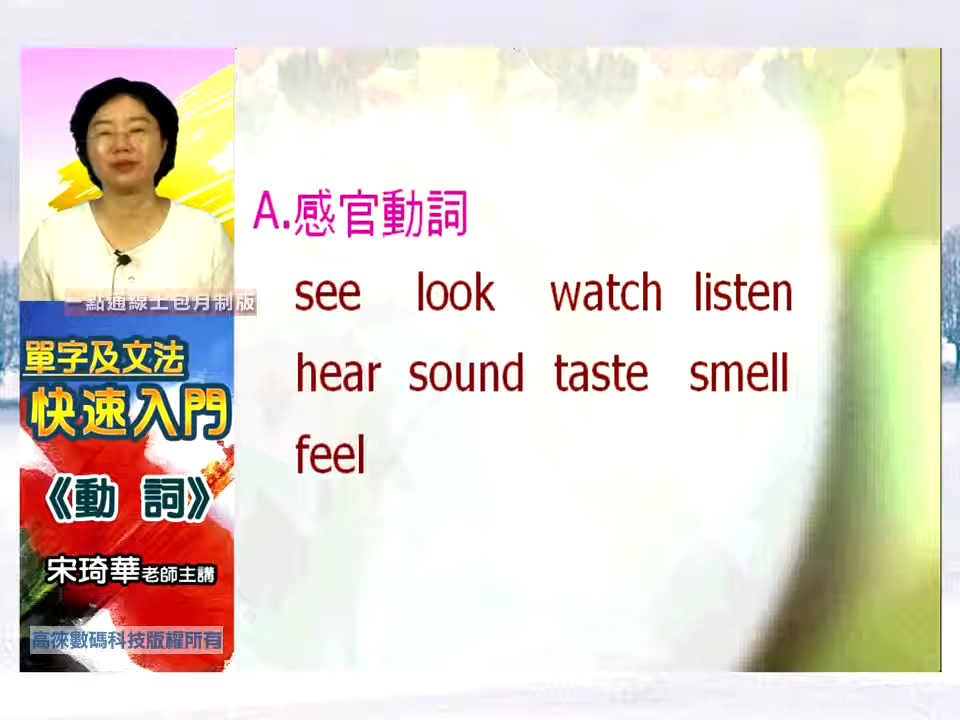 A.感官動詞
see look watch listen
hear sound taste smell
feel
一點通線上包月制版
單字及文法
快速入門
《動 詞》
宋琦華老師主講
高徠數碼科技版權所有